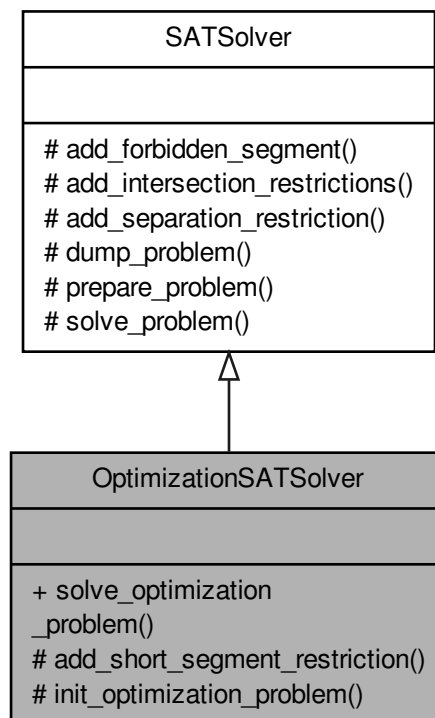 SATSolver
# add_forbidden_segment()
# add_intersection_restrictions()
# add_separation_restriction()
# dump_problem()
# prepare_problem()
# solve_problem()
OptimizationSATSolver
+ solve_optimization
_problem()
# add_short_segment_restriction()
# init_optimization_problem()